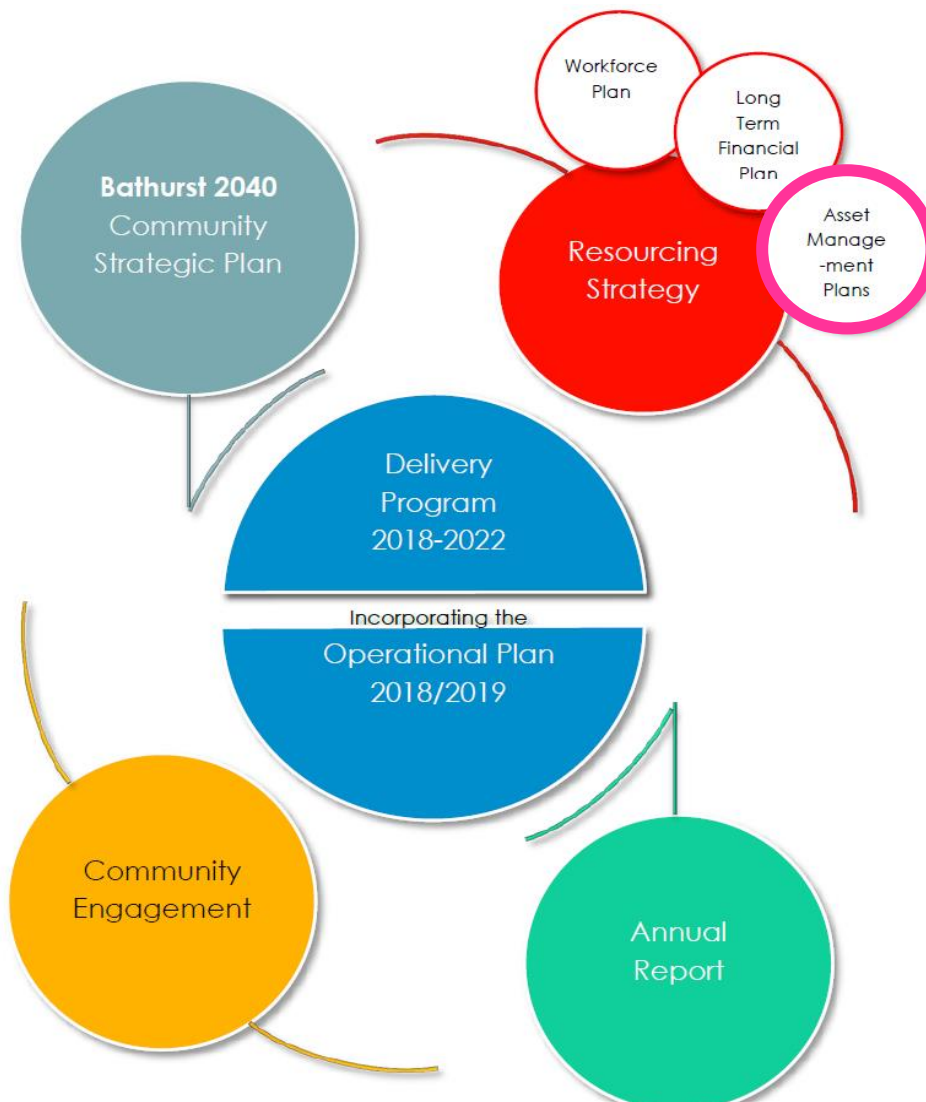 Workforce
Plan
Long
Term
Financial
Plan
Asset
Manage
-ment
Plans
Bathurst 2040
Community
Strategic Plan
Resourcing
Strategy
Delivery
Program
2018-2022
Incorporating the
Operational Plan
2018/2019
Community
Engagement
Annual
Report